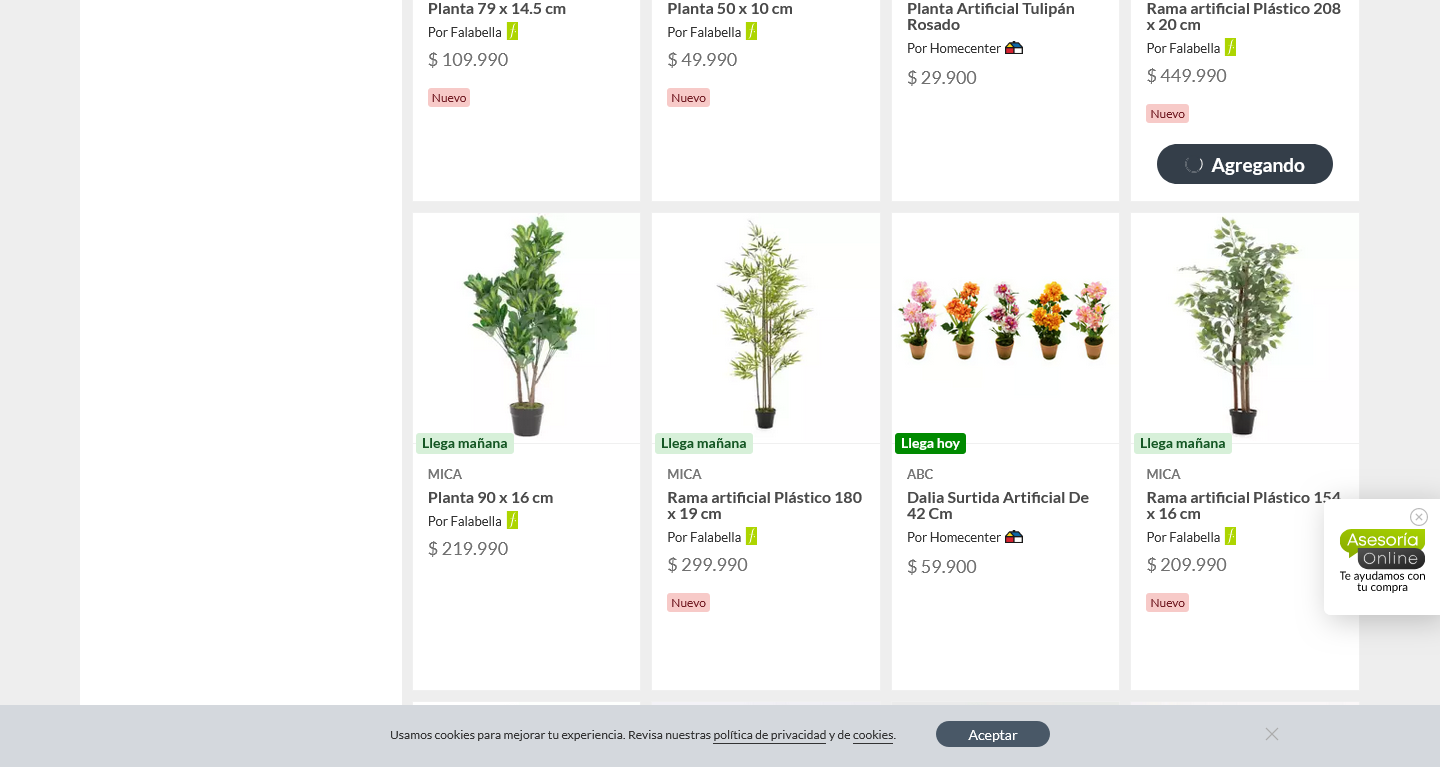 Planta 79 x 14.5 cm
Por Falabella
$ 109.990
Nuevo
Planta 50 x 10 cm
Por Falabella
$ 49.990
Nuevo
Planta Artificial Tulipán
Rosado
Por Homecenter
$ 29.900
Rama artificial Plástico 208
x 20 cm
Por Falabella
$ 449.990
Nuevo
Agregando
Llega mañana
MICA
Planta 90 x 16 cm
Por Falabella
$ 219.990
Llega mañana
MICA
Rama artificial Plástico 180
x 19 cm
Por Falabella
$ 299.990
Nuevo
Llega hoy
ABC
Dalia Surtida Artificial De
42 Cm
Por Homecenter
$ 59.900
Llega mañana
MICA
Rama artificial Plástico 154
x 16 cm
Por Falabella
$ 209.990
Nuevo
Asesoría
Online
Te ayudamos con
tu compra
Usamos cookies para mejorar tu experiencia. Revisa nuestras política de privacidad y de cookies.
Aceptar